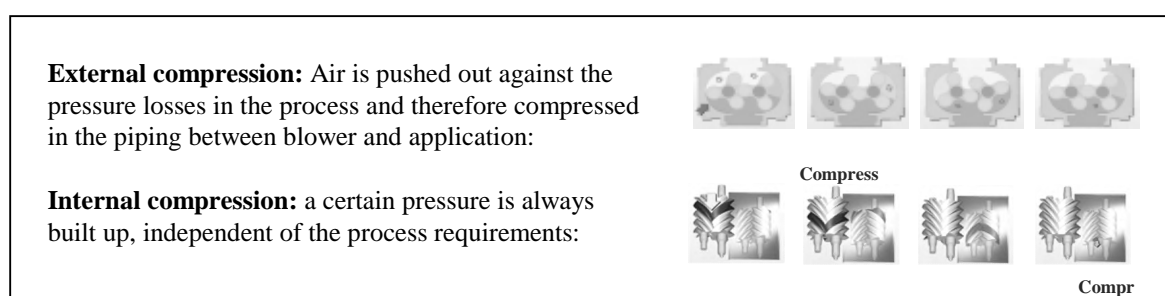 External compression: Air is pushed out against the
pressure losses in the process and therefore compressed
in the piping between blower and application:
Compress
Internal compression: a certain pressure is always
built up, independent of the process requirements:
Compr